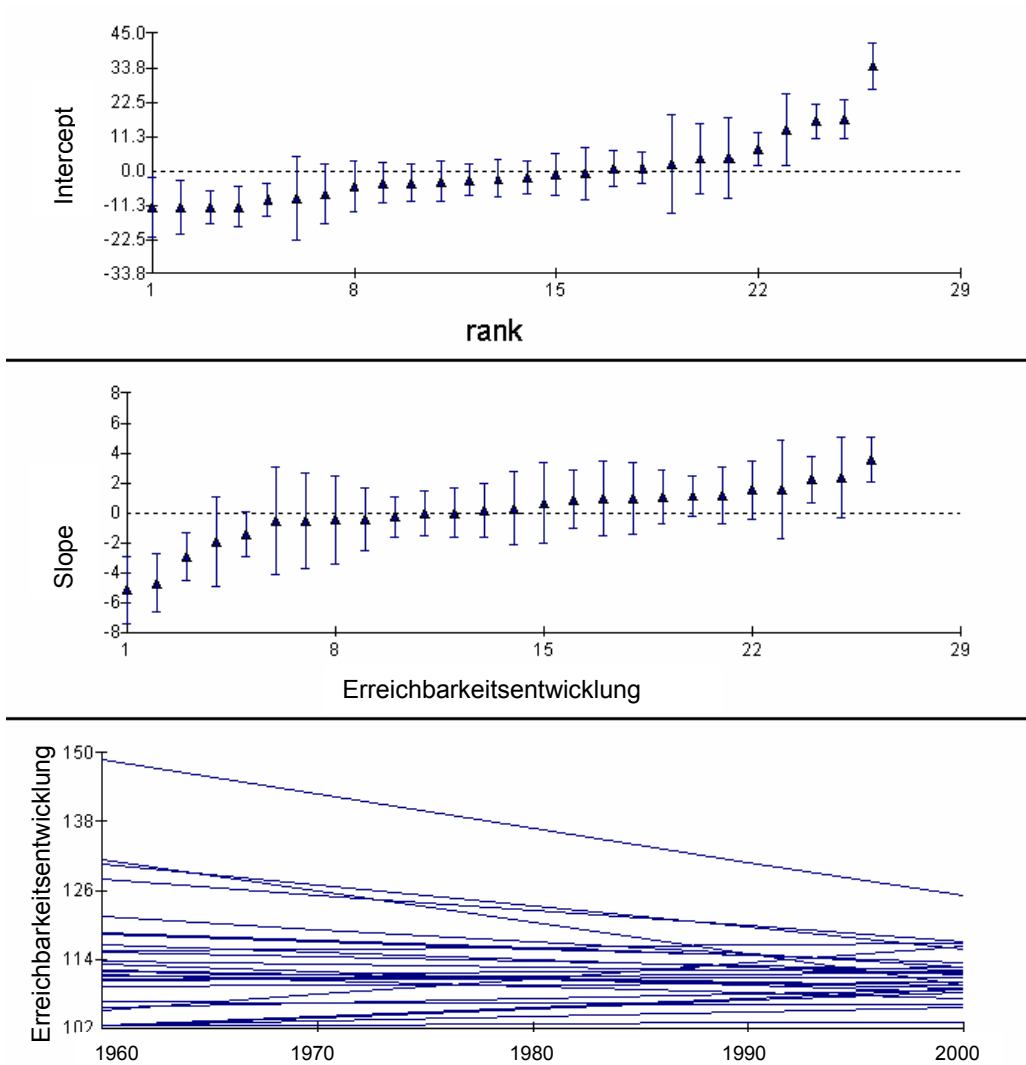 45.0
33.8
22.5
11.3
0.0
-11.3
-22.5
-33.8
Intercept
1 8 15 22 29
rank
8
6
4
2
0
-2
-4
-6
-8
Slope
1 8 15 22 29
Erreichbarkeitsentwicklung
150
138
126
114
102
Erreichbarkeitsentwicklung
1960 1970 1980 1990 2000